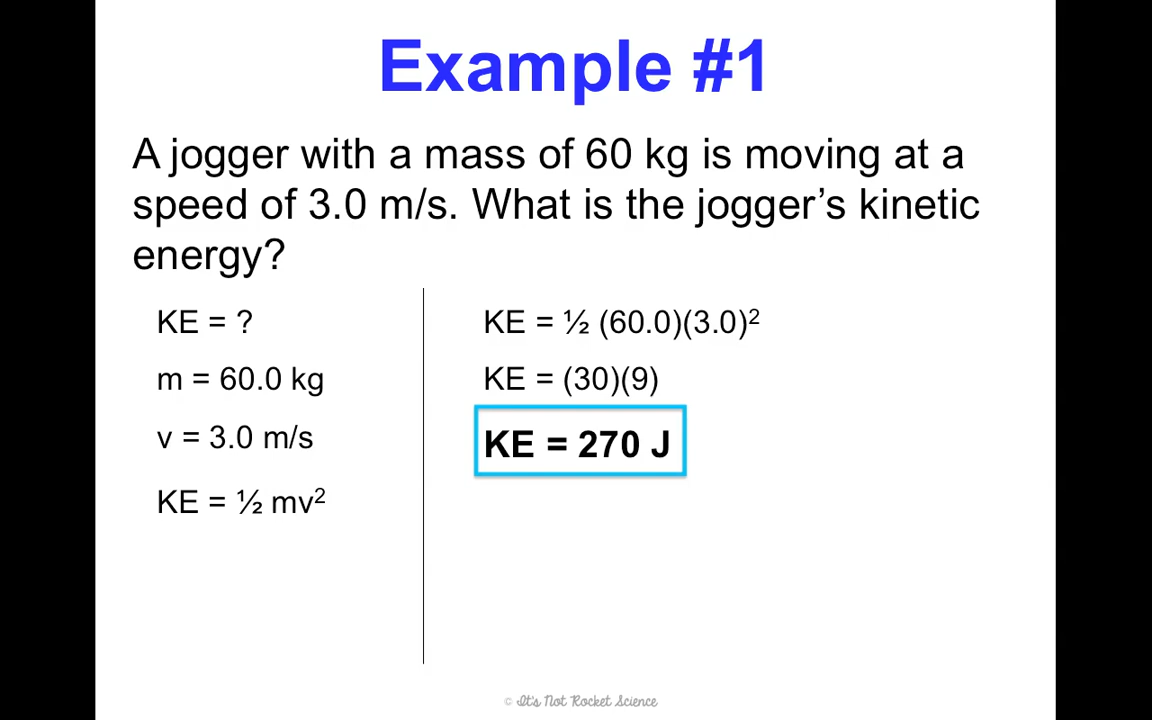 Example #1
A jogger with a mass of 60 kg is moving at a
speed of 3.0 m/s. What is the jogger’s kinetic
energy?
KE = ?
m = 60.0 kg
v = 3.0 m/s
KE = ½ mv²
KE = ½ (60.0)(3.0)²
KE = (30)(9)
KE = 270 J
© It's Not Rocket Science